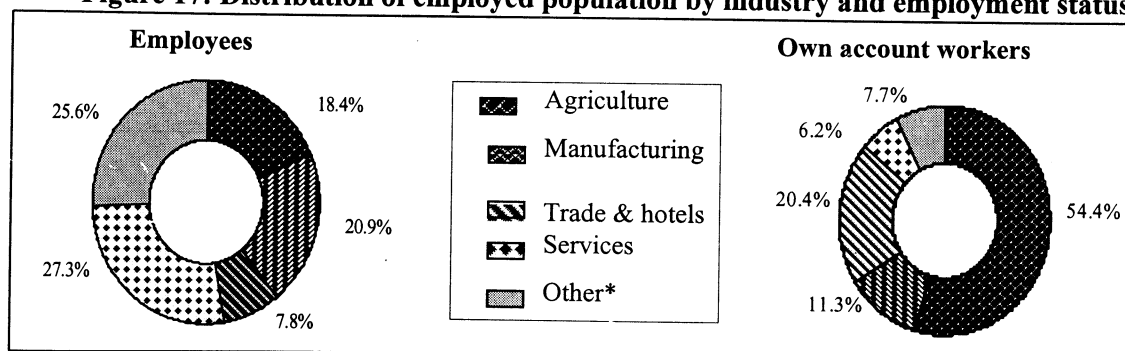 Figure 17: Distribution of employed population by industry and employment status
Employees
Own account workers
25.6%
18.4%
20.9%
27.3%
7.8%
Agriculture
Manufacturing
Trade & hotels
Services
Other*
7.7%
6.2%
20.4%
54.4%
11.3%